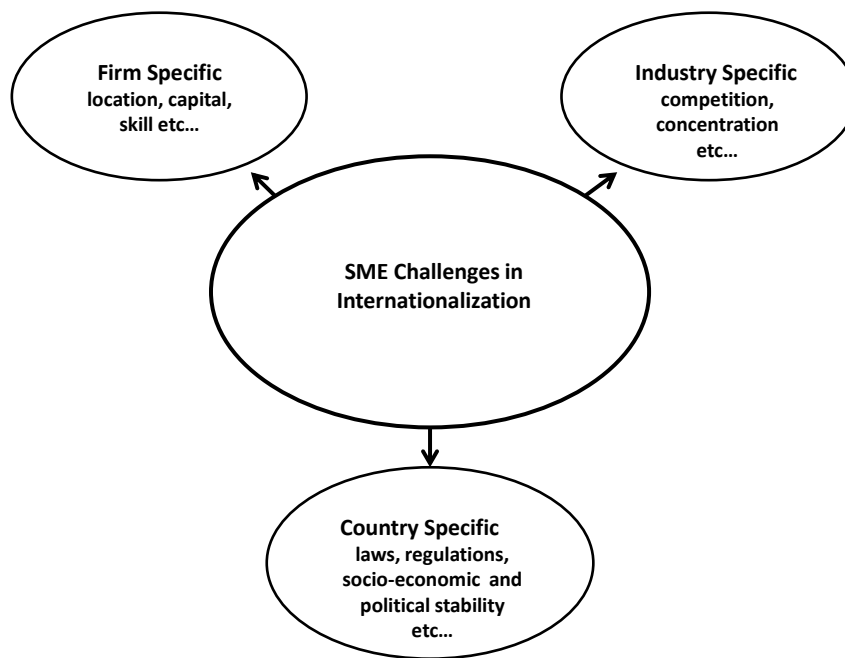 Firm Specific
location, capital,
skill etc...
Industry Specific
competition,
concentration
etc...
SME Challenges in
Internationalization
Country Specific
laws, regulations,
socio-economic and
political stability
etc...